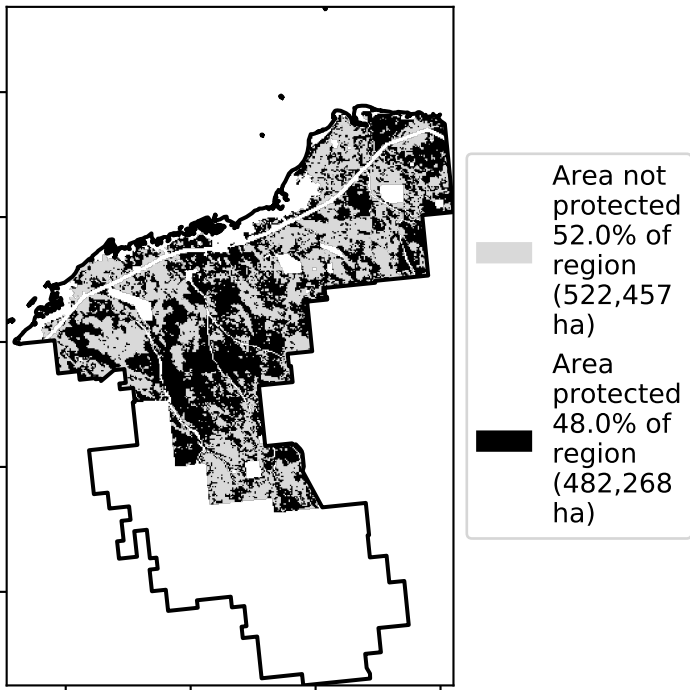 Area not
protected
52.0% of
region
(522,457
ha)
Area
protected
48.0% of
region
(482,268
ha)